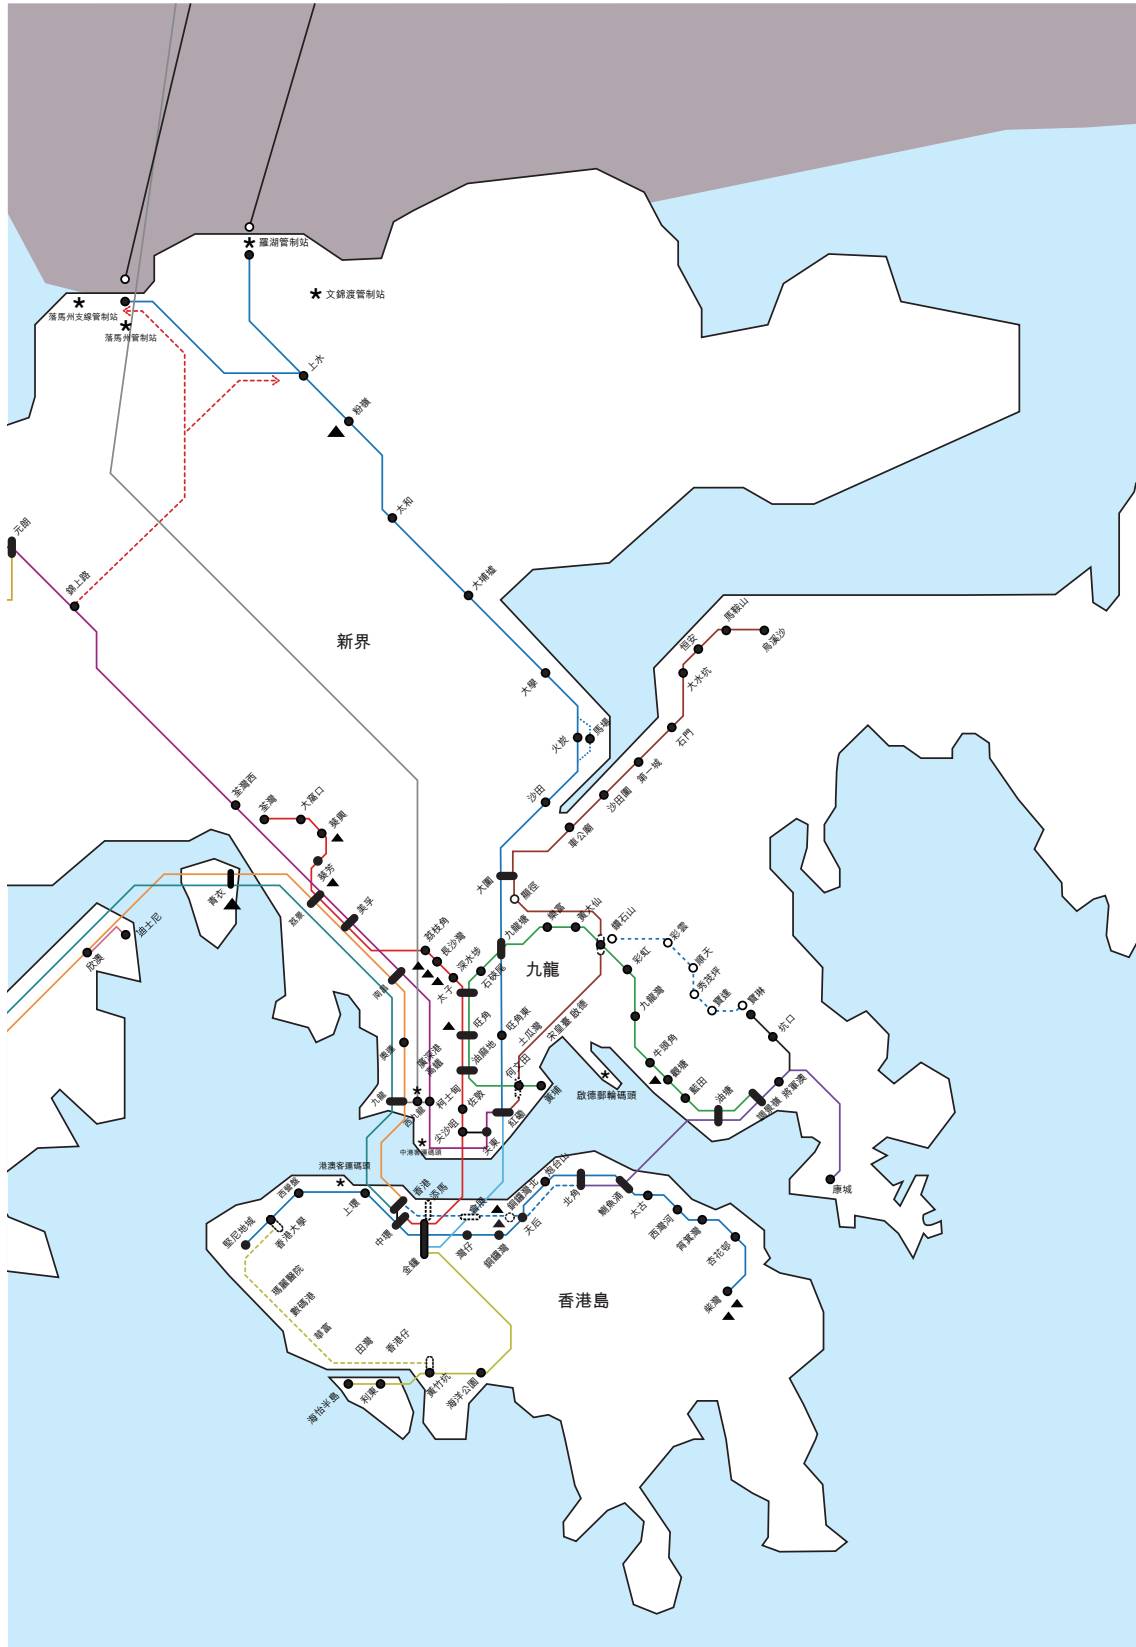 羅湖管制站
文錦渡管制站
落馬州支線管制站
落馬州管制站
上水
粉嶺
太和
元朗
錦上路
大埔墟
新界
馬鞍山
烏溪沙
恒安
大水坑
大學
石門
馬場
火炭
第一城
沙田
沙田圍
車公廟
荃灣西
荃灣
大窩口
葵興
葵芳
大圍
顯徑
青衣
荔景
美孚
迪士尼
欣澳
荔枝角
長沙灣
深水埗
石硤尾
九龍塘
樂富
黃大仙
鑽石山
彩雲
彩虹
順天
秀茂坪
寶達
寶琳
坑口
九龍
南昌
太子
旺角
旺角東
土瓜灣
宋皇臺
啟德
九龍灣
牛頭角
觀塘
藍田
油塘
調景嶺
將軍澳
奧運
廣深港
高鐵
油麻地
何文田
黃埔
啟德郵輪碼頭
九龍
西九龍
柯士甸
佐敦
尖沙咀
尖東
紅磡
中港客運碼頭
康城
港澳客運碼頭
西營盤
上環
香港
添馬
會展
銅鑼灣北
炮台山
北角
鰂魚涌
太古
西灣河
筲箕灣
杏花邨
柴灣
堅尼地城
香港大學
中環
金鐘
灣仔
銅鑼灣
天后
瑪麗醫院
數碼港
華富
田灣
香港仔
香港島
黃竹坑
海洋公園
利東
海怡半島